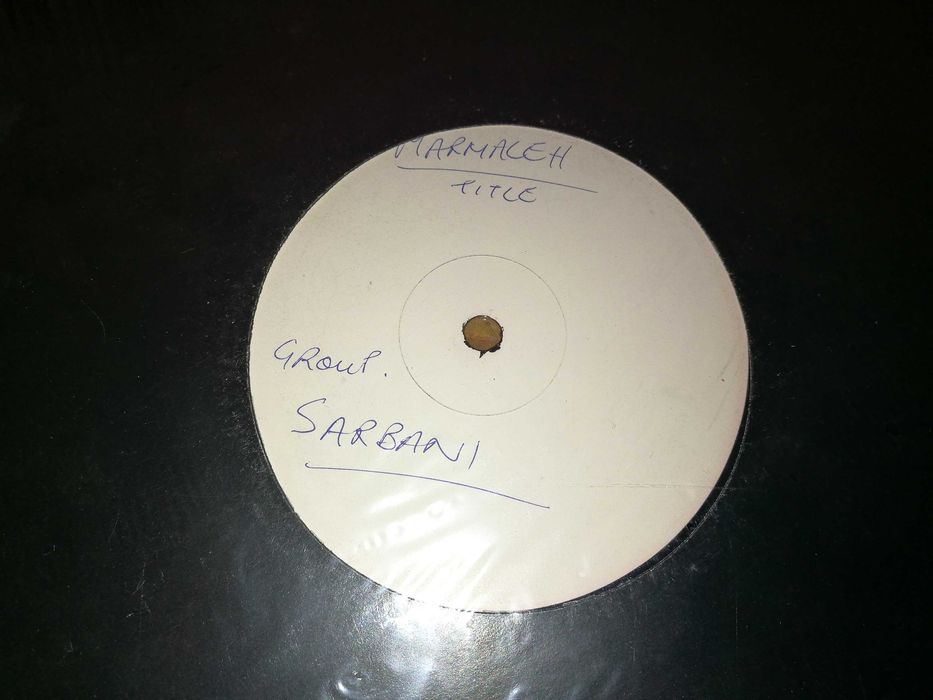 MARMALEH
TITLE
GROUP.
SARBANI